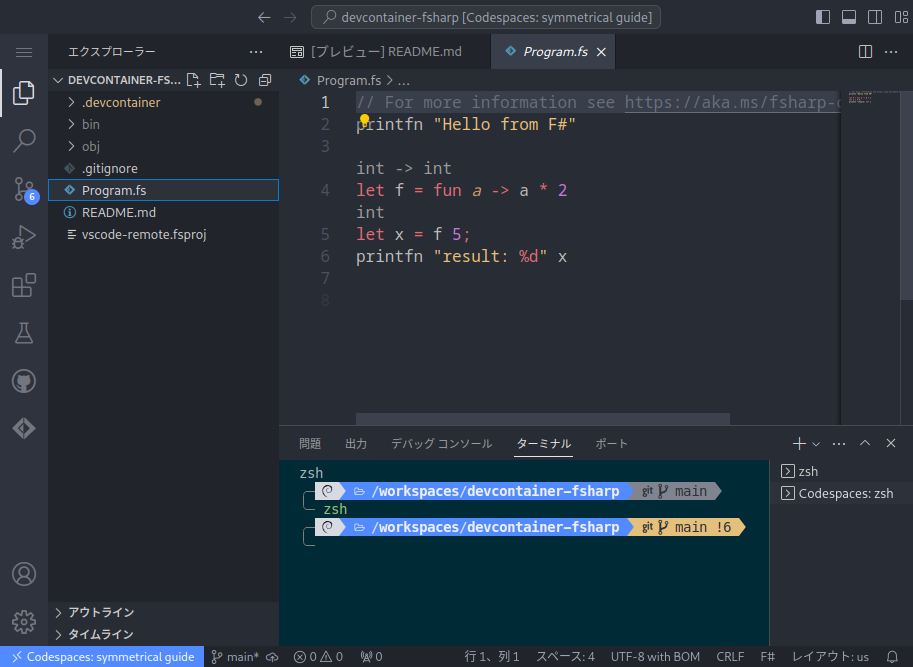 devcontainer-fsharp [Codespaces: symmetrical guide]
エクスプローラー
DEVCONTAINER-FS...
.devcontainer
bin
obj
.gitignore
Program.fs
README.md
vscode-remote.fsproj
6
アウトライン
タイムライン
[プレビュー] README.md
Program.fs
Program.fs > ...
1 // For more information see https://aka.ms/fsharp-c
2 printfn "Hello from F#"
3
int -> int
4 let f = fun a -> a * 2
int
5 let x = f 5;
6 printfn "result: %d" x
7
8
問題 出力 デバッグ コンソール ターミナル ポート
zsh
/workspaces/devcontainer-fsharp git main
zsh
/workspaces/devcontainer-fsharp git main !6
zsh
Codespaces: zsh
Codespaces: symmetrical guide main* 0 0 0 行 1、列 1 スペース: 4 UTF-8 with BOM CRLF F# レイアウト: us